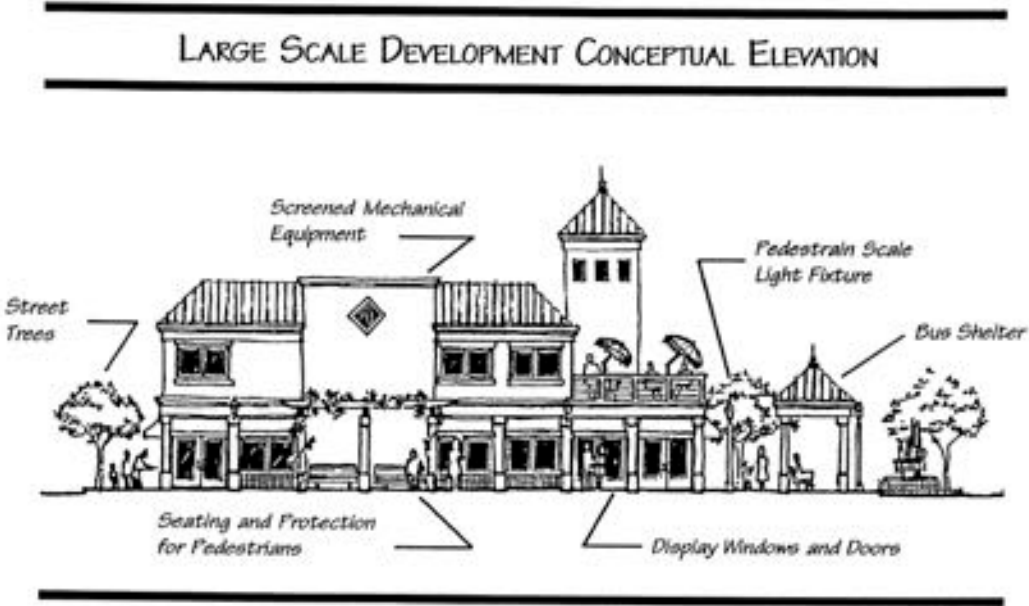 LARGE SCALE DEVELOPMENT CONCEPTUAL ELEVATION
Screened Mechanical
Equipment
Pedestrain Scale
Light Fixture
Street
Trees
Bus Shelter
Seating and Protection
for Pedestrians
Display Windows and Doors